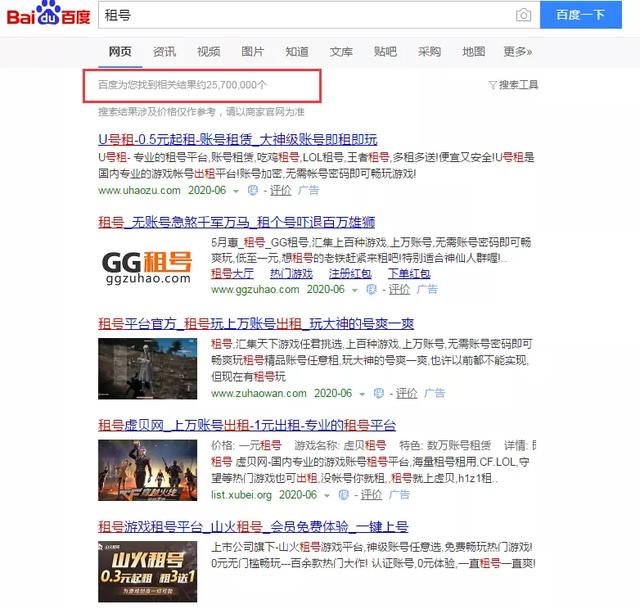 Bai du 百度 租号 百度一下
网页 资讯 视频 图片 知道 文库 贴吧 采购 地图 更多»
百度为您找到相关结果约25,700,000个 搜索工具
搜索结果涉及价格仅作参考，请以商家官网为准
U号租-0.5元起租-账号租赁_大神级账号即租即玩
U号租- 专业的租号平台,账号租赁,吃鸡租号,LOL租号,王者租号,多租多送!便宜又安全!U号租是
国内专业的游戏帐号出租平台!账号加密,无需帐号密码即可畅玩游戏!
www.uhaozu.com 2020-06 - 评价 广告
租号_无账号急煞千军万马_租个号吓退百万雄狮
5月惠_租号_GG租号,汇集上百种游戏,上万账号,无需账号密码即可畅
爽玩,低至一元,想租号的老铁赶紧来租吧!特别适合神仙人群喔!..
GG租号
ggzuhao.com
租号大厅 热门游戏 注册红包 下单红包
www.ggzuhao.com 2020-06 - 评价 广告
租号平台官方_租号玩上万账号出租_玩大神的号爽一爽
租号,汇集天下游戏任君挑选,上百种游戏,上万账号,无需账号密码即可
畅爽玩租号精品账号任意租,玩大神的号爽一爽,也许以前都不能实现,
但现在有租号玩
www.zuhaowan.com 2020-06 - 评价 广告
租号虚贝网_上万账号出租-1元出租-专业的租号平台
价格: 一元租号 游戏名称: 虚贝租号 特色: 数万账号租赁 详情: 即
租号 虚贝网-国内专业的游戏账号租号平台,海量租号租用,CF,LOL,守
望等热门游戏也可出租,没帐号你就租,,租号就上虚贝,h1z1租..
list.xubei.org 2020-06 - 评价 广告
租号游戏租号平台_山火租号_会员免费体验_一键上号
上市公司旗下-山火租号游戏平台,神级账号任意选,免费畅玩热门游戏!
0元无门槛畅玩---百余款热门大作! 认证账号,0元体验,一直租号一直爽!
山火租号
0.3元起租 租3送1